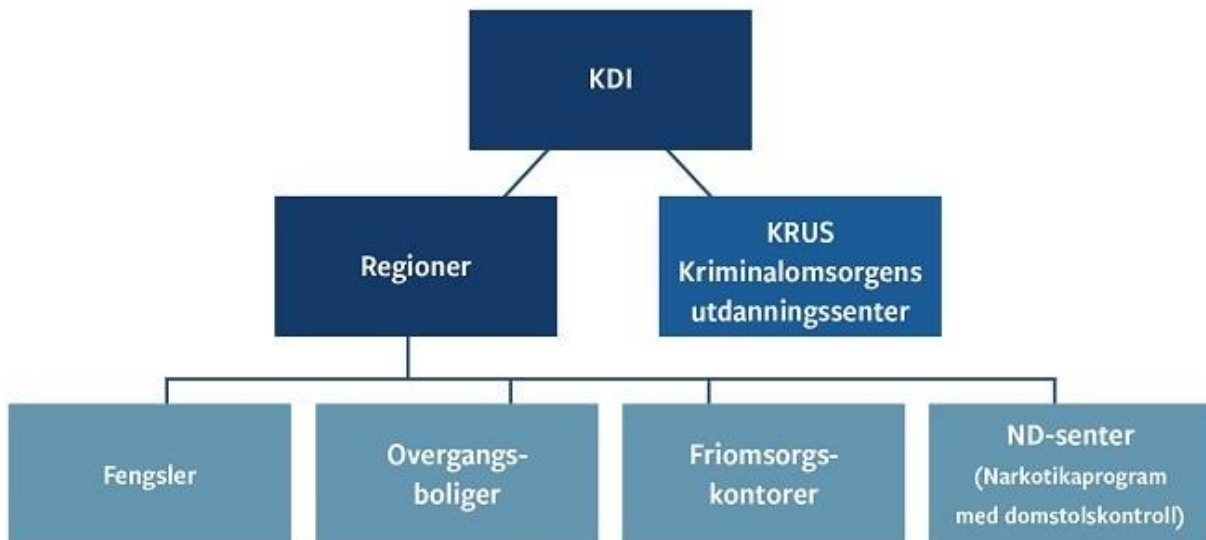 KDI
Regioner
KRUS
Kriminalomsorgens
utdanningssenter
Fengsler
Overgangs-
boliger
Friomsorgs-
kontorer
ND-senter
(Narkotikaprogram
med domstolskontroll)